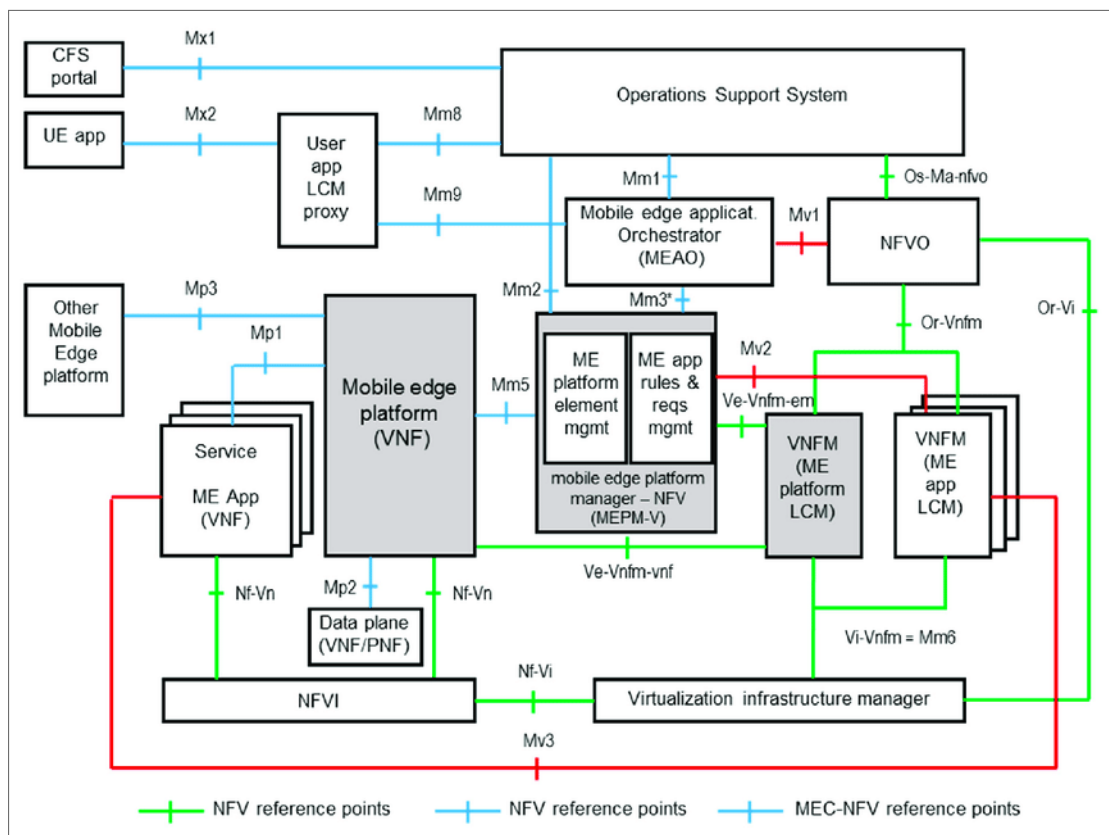 CFS
portal
Mx1
Operations Support System
UE app
Mx2
User
app
LCM
proxy
Mm8
Mm9
Mm1
Os-Ma-nfvo
Mobile edge applicat.
Orchestrator
(MEAO)
Mv1
NFVO
Other
Mobile
Edge
platform
Mp3
Mp1
Mm2
Mm3*
Or-Vnfm
Or-Vi
Mobile edge
platform
(VNF)
Mm5
ME
platform
element
mgmt
ME app
rules &
reqs
mgmt
mobile edge platform
manager – NFV
(MEPM-V)
Mv2
Ve-Vnfm-em
VNFM
(ME
platform
LCM)
VNFM
(ME
app
LCM)
Service
ME App
(VNF)
Ve-Vnfm-vnf
Nf-Vn
Mp2
Nf-Vn
Data plane
(VNF/PNF)
Vi-Vnfm = Mm6
NFVI
Nf-Vi
Virtualization infrastructure manager
Mv3
NFV reference points
NFV reference points
MEC-NFV reference points